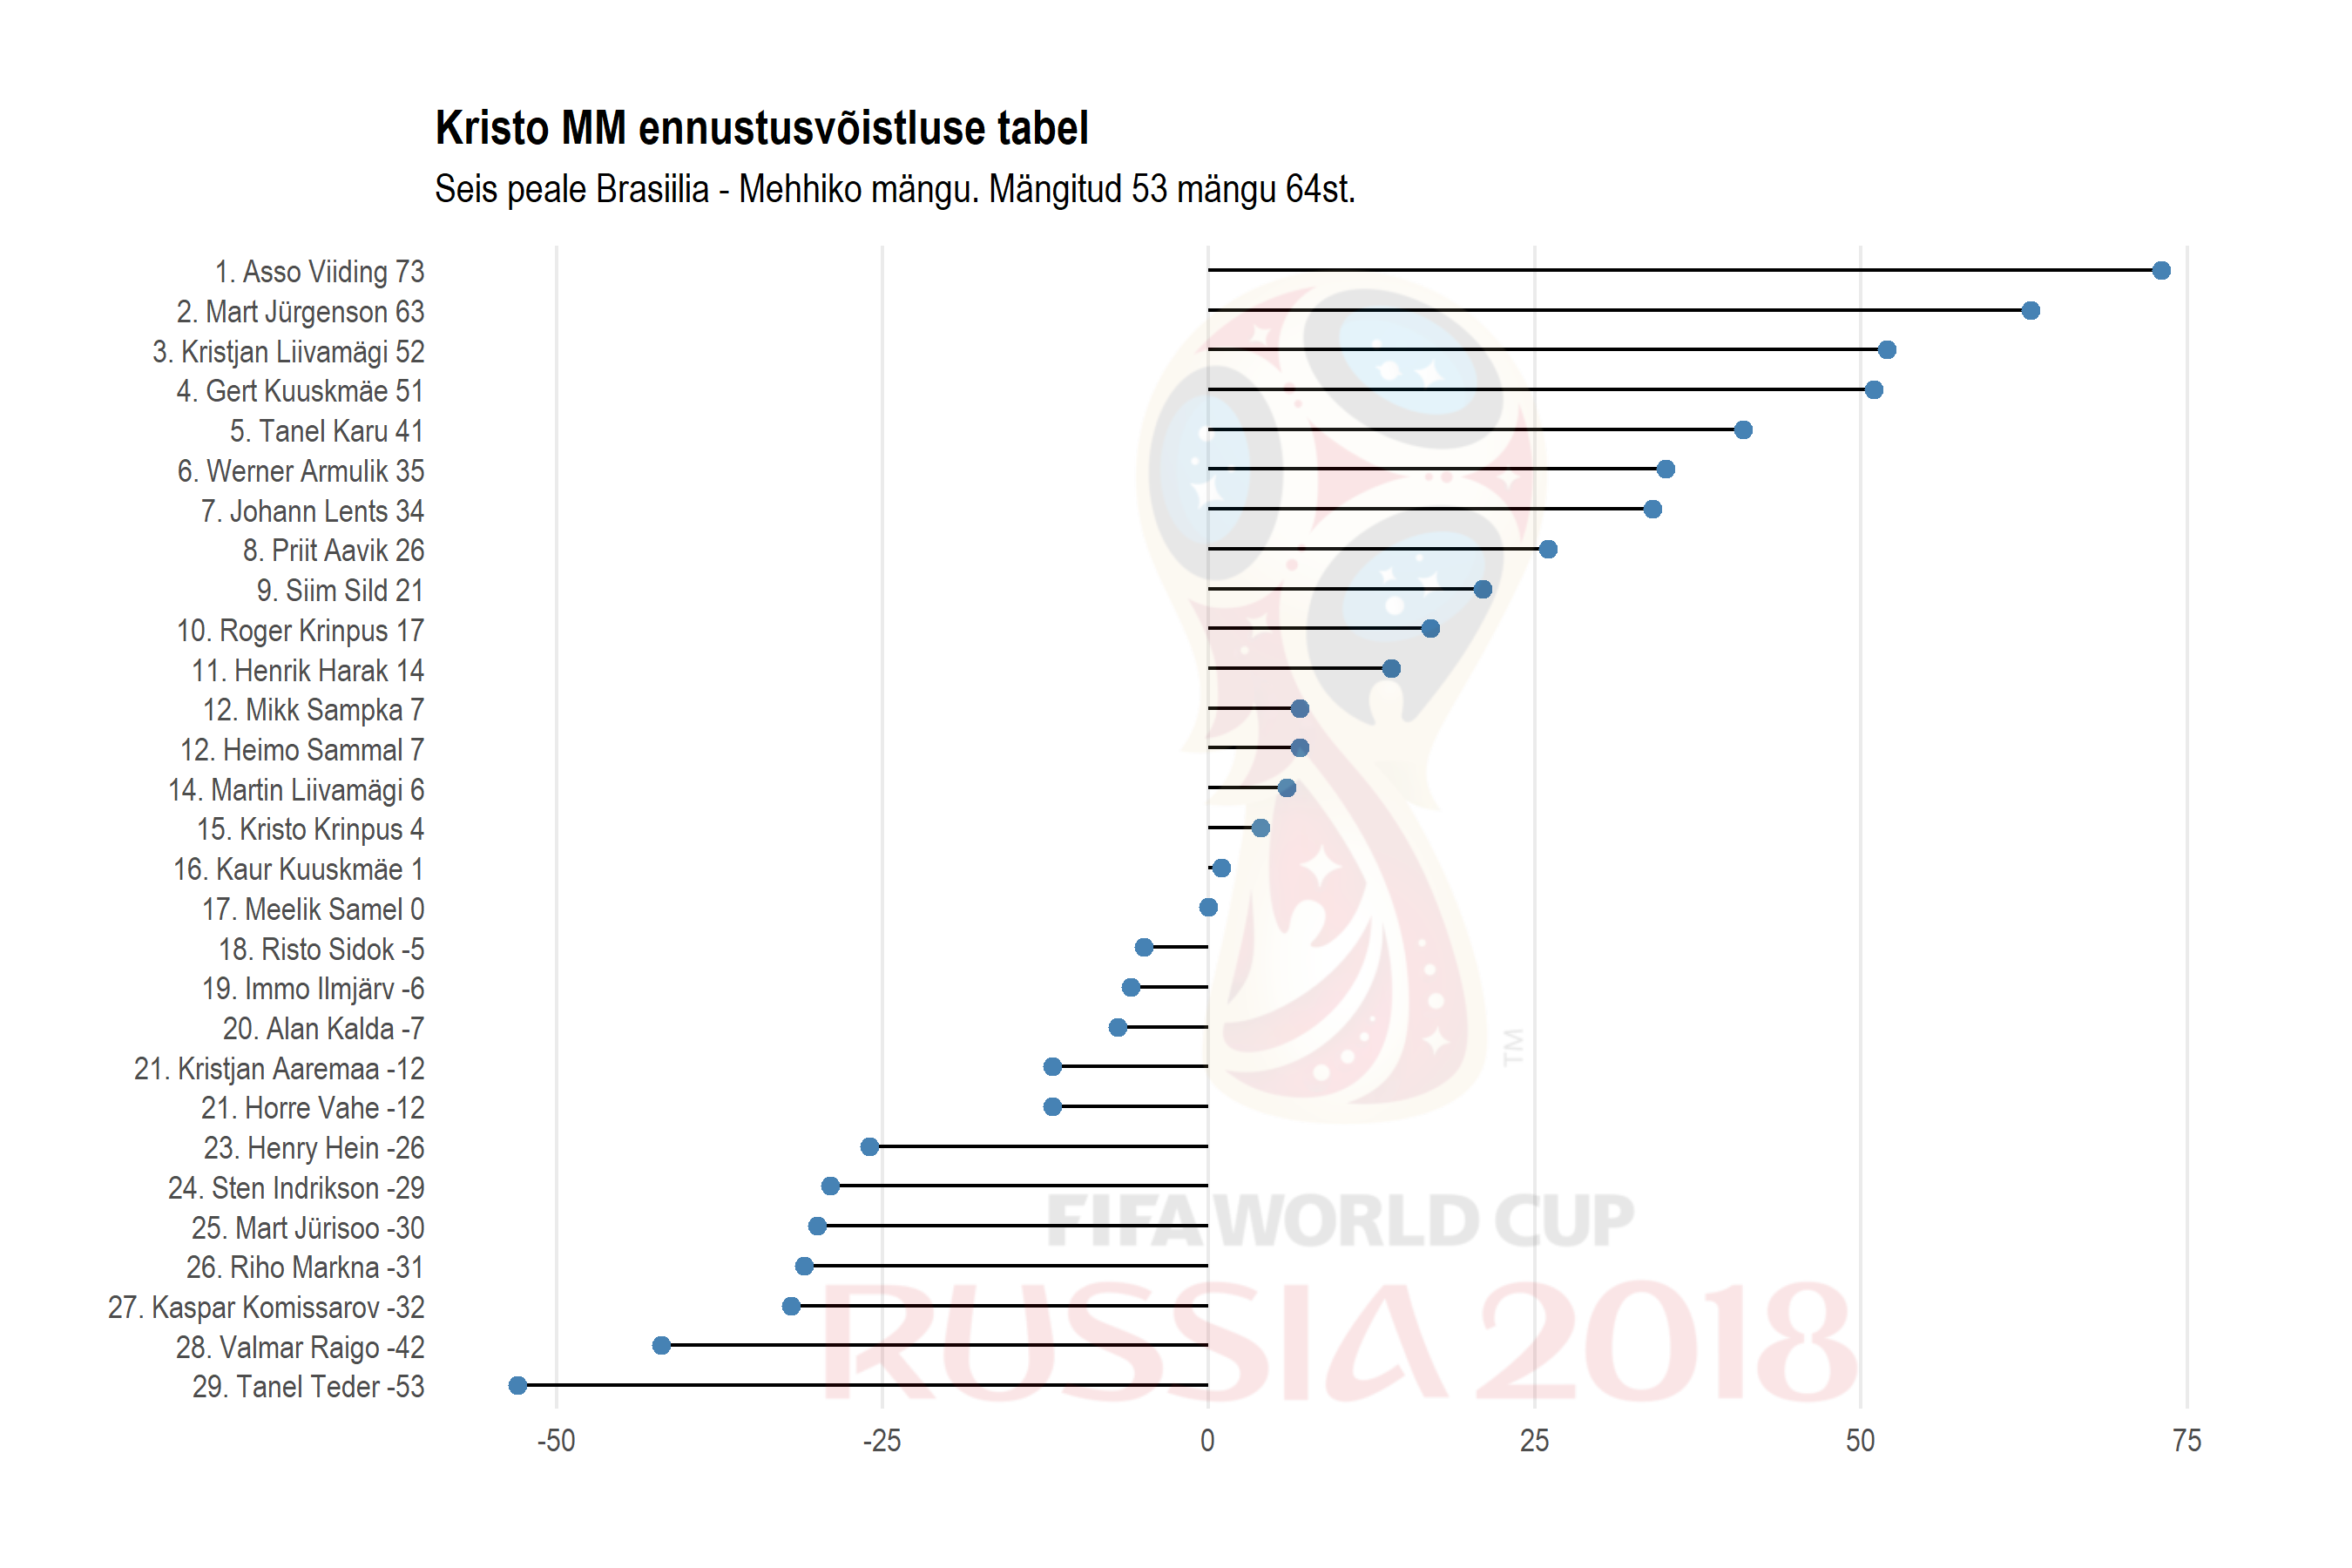 Kristo MM ennustusvõistluse tabel
Seis peale Brasiilia - Mehhiko mängu. Mängitud 53 mängu 64st.
1. Asso Viiding 73
2. Mart Jürgenson 63
3. Kristjan Liivamägi 52
4. Gert Kuuskmäe 51
5. Tanel Karu 41
6. Werner Armulik 35
7. Johann Lents 34
8. Priit Aavik 26
9. Siim Sild 21
10. Roger Krinpus 17
11. Henrik Harak 14
12. Mikk Sampka 7
12. Heimo Sammal 7
14. Martin Liivamägi 6
15. Kristo Krinpus 4
16. Kaur Kuuskmäe 1
17. Meelik Samel 0
18. Risto Sidok -5
19. Immo Ilmjärv -6
20. Alan Kalda -7
21. Kristjan Aaremaa -12
21. Horre Vahe -12
23. Henry Hein -26
24. Sten Indrikson -29
25. Mart Jürisoo -30
26. Riho Markna -31
27. Kaspar Komissarov -32
28. Valmar Raigo -42
29. Tanel Teder -53
TM
FIFA WORLD CUP
RUSSIA 2018
-50 -25 0 25 50 75